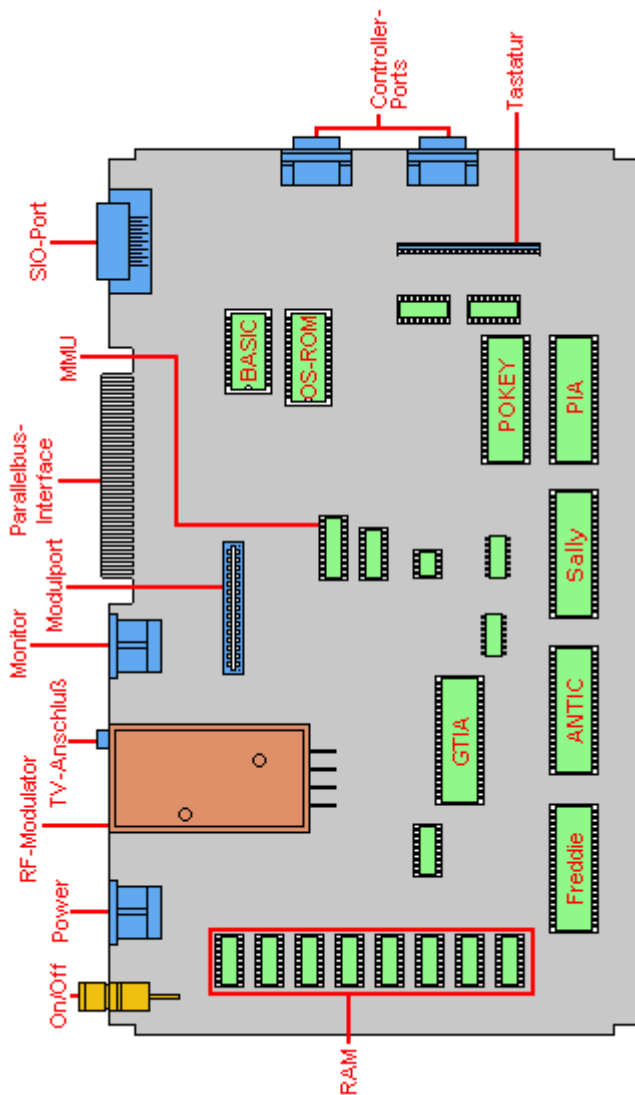 On/Off
Power
RF-Modulator
TV-Anschluß
Monitor
Modulport
Parallelbus-
Interface
MMU
SIO-Port
Controller-
Ports
Tastatur
BASIC
OS-ROM
POKEY
PIA
Sally
GTIA
ANTIC
Freddie
RAM